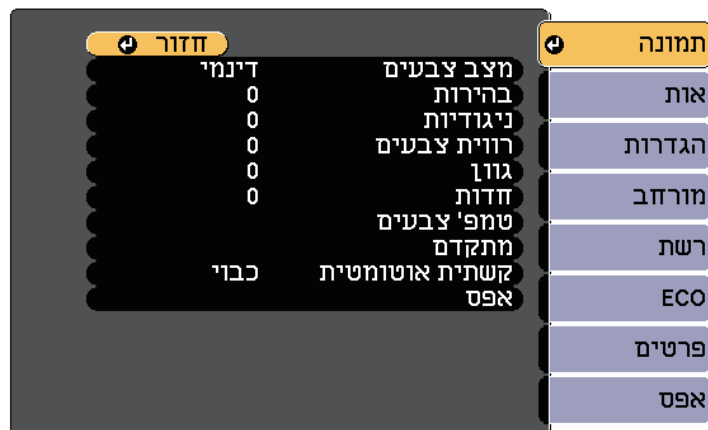 תמונה
אות
הגדרות
מורחב
רשת
ECO
פרטים
אפס
חזור
מצב צבעים דינמי
בהירות 0
ניגודיות 0
רווית צבעים 0
גוון 0
חדות 0
טמפ' צבעים
מתקדם
קשתית אוטומטית כבוי
אפס